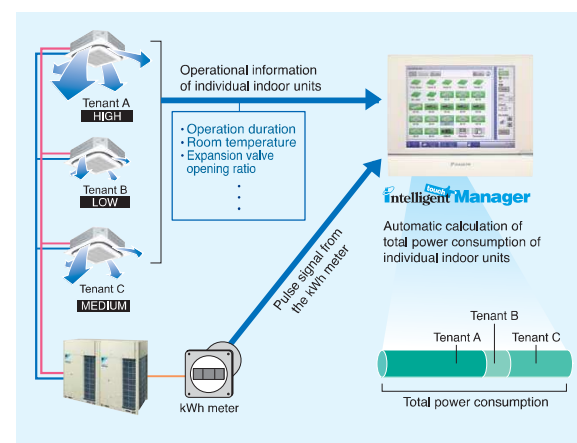 Tenant A
HIGH
Tenant B
LOW
Tenant C
MEDIUM
Operational information
of individual indoor units
• Operation duration
• Room temperature
• Expansion valve
opening ratio
Pulse signal from
the kWh meter
kWh meter
DAIKIN
intelligent touch Manager
Automatic calculation of
total power consumption of
individual indoor units
Tenant B
Tenant A
Tenant C
Total power consumption